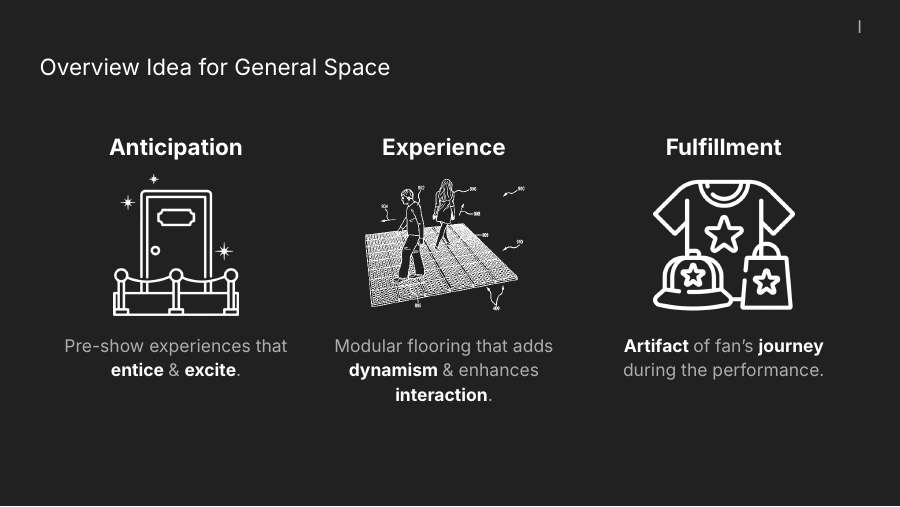 I
Overview Idea for General Space
Anticipation
Experience
Fulfillment
Pre-show experiences that
entice & excite.
Modular flooring that adds
dynamism & enhances
interaction.
Artifact of fan’s journey
during the performance.